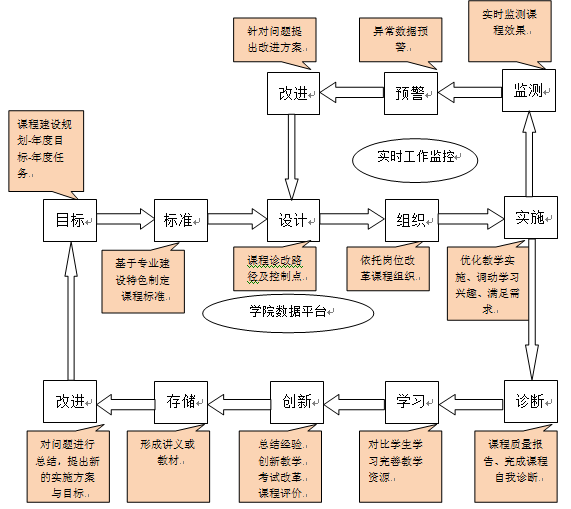 针对问题提
出改进方案.
异常数据预
警.
实时监测课
程效果.
改进
预警
监测
课程建设规
划-年度目
标-年度任
务.
实时工作监控
目标
标准
设计
组织
实施
基于专业建
设特色制定
课程标准.
课程诊改路
径及控制点
依托岗位改
革课程组织.
优化教学实
施、调动学习
兴趣、满足需
求.
学院数据平台
改进
存储
创新
学习
诊断
对问题进行
总结，提出新
的实施方案
与目标.
形成讲义或
教材.
总结经验.
创新教学.
考试改革.
课程评价.
对比学生学
习完善教学
资源.
课程质量报
告、完成课程
自我诊断.